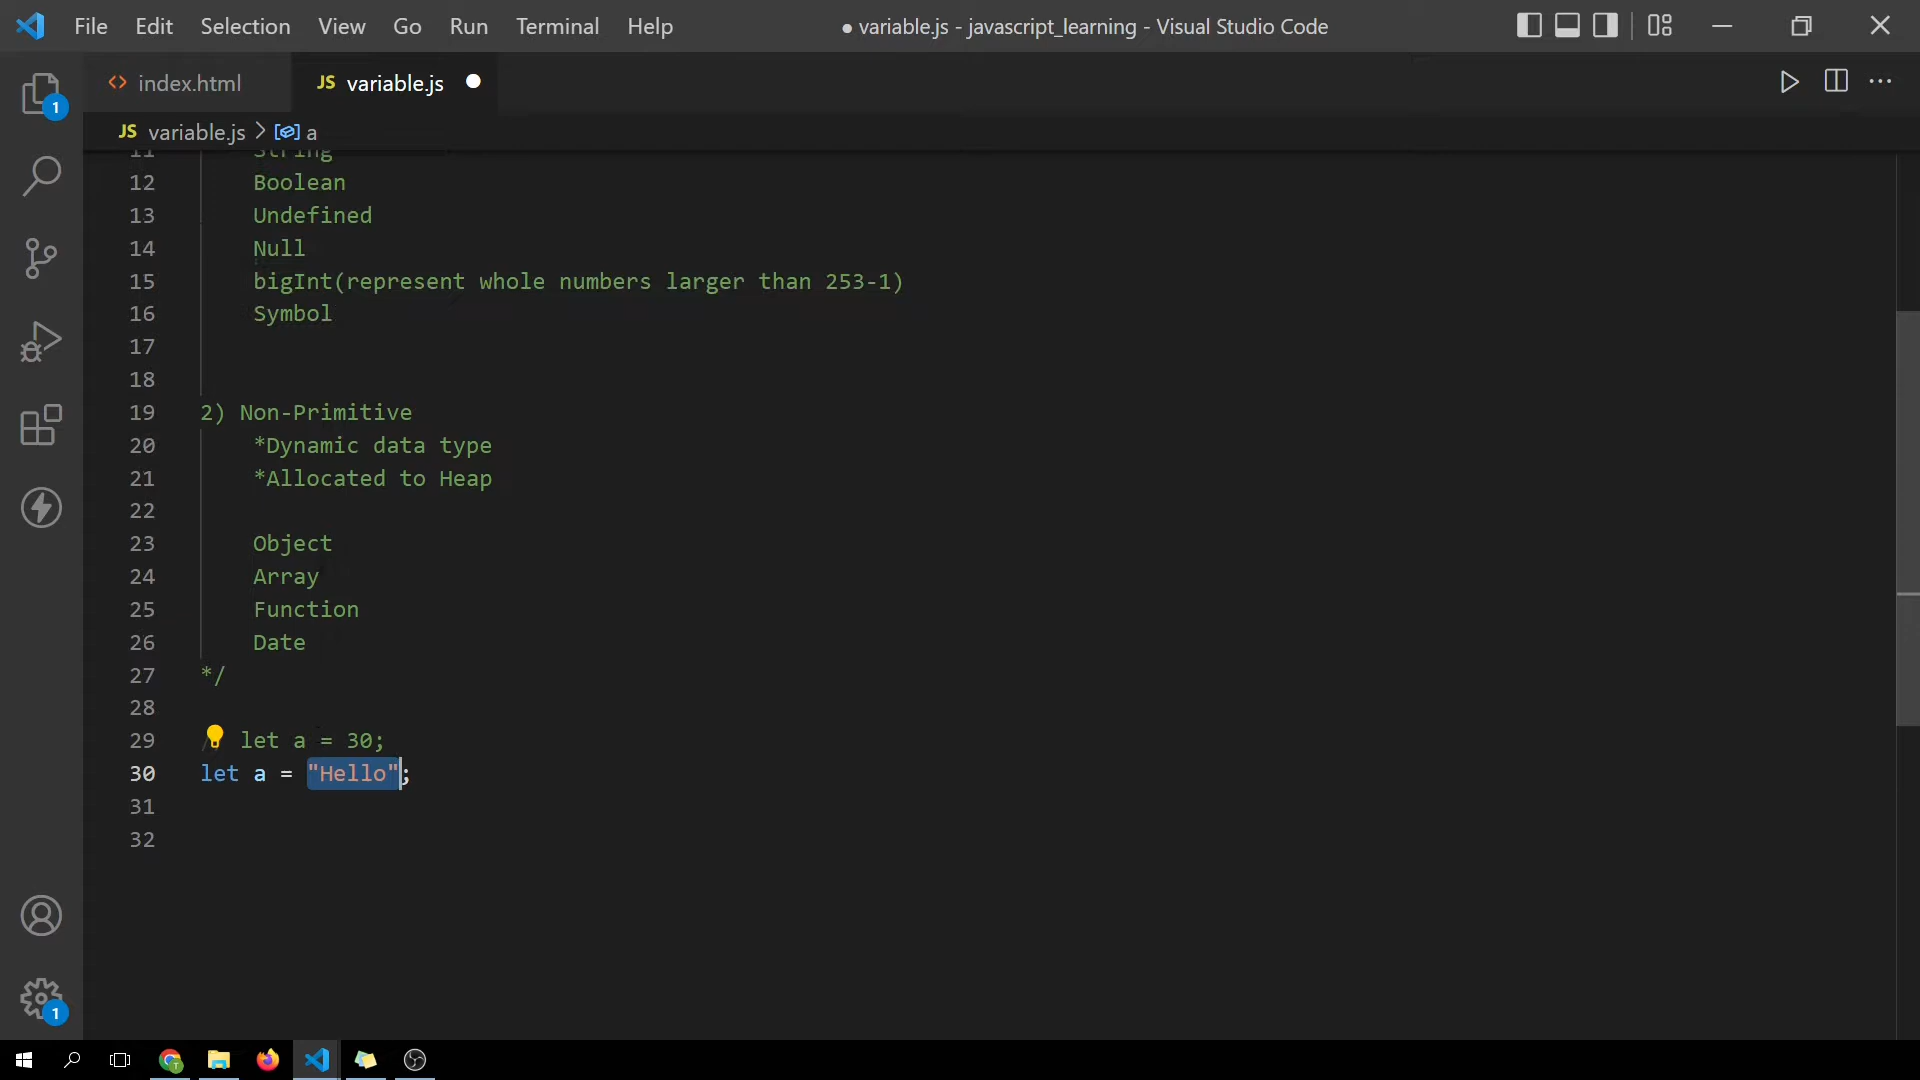 File Edit Selection View Go Run Terminal Help
● variable.js - javascript_learning - Visual Studio Code
<> index.html
JS variable.js ●
JS variable.js > a
11 String
12 Boolean
13 Undefined
14 Null
15 bigInt(represent whole numbers larger than 253-1)
16 Symbol
17
18
19 2) Non-Primitive
20 *Dynamic data type
21 *Allocated to Heap
22
23 Object
24 Array
25 Function
26 Date
27 */
28
29 let a = 30;
30 let a = "Hello";
31
32
1
1